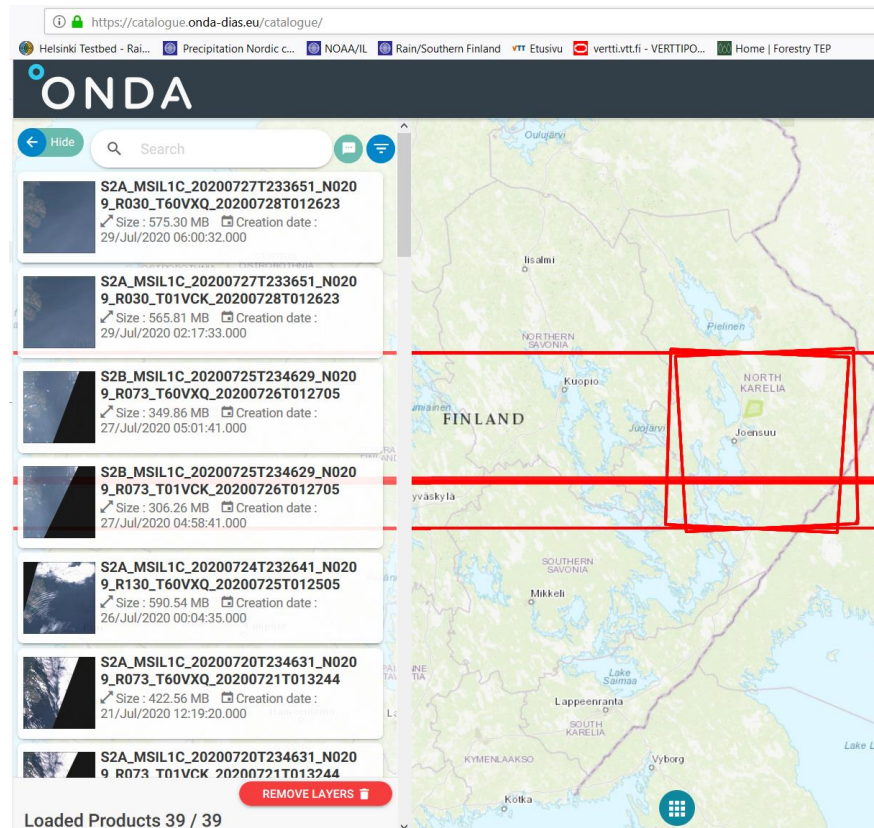 https://catalogue.onda-dias.eu/catalogue/
Helsinki Testbed - Rai... Precipitation Nordic c... NOAA/IL Rain/Southern Finland VTT Etusivu vertti.vtt.fi - VERTTIPO... Home | Forestry TEP
ONDA
Hide
Search
S2A_MSIL1C_20200727T233651_N020
9_R030_T60VXQ_20200728T012623
Size : 575.30 MB Creation date :
29/Jul/2020 06:00:32.000
S2A_MSIL1C_20200727T233651_N020
9_R030_T01VCK_20200728T012623
Size : 565.81 MB Creation date :
29/Jul/2020 02:17:33.000
S2B_MSIL1C_20200725T234629_N020
9_R073_T60VXQ_20200726T012705
Size : 349.86 MB Creation date :
27/Jul/2020 05:01:41.000
S2B_MSIL1C_20200725T234629_N020
9_R073_T01VCK_20200726T012705
Size : 306.26 MB Creation date :
27/Jul/2020 04:58:41.000
S2A_MSIL1C_20200724T232641_N020
9_R130_T60VXQ_20200725T012505
Size : 590.54 MB Creation date :
26/Jul/2020 00:04:35.000
S2A_MSIL1C_20200720T234631_N020
9_R073_T60VXQ_20200721T013244
Size : 422.56 MB Creation date :
21/Jul/2020 12:19:20.000
S2A_MSIL1C_20200720T234631_N020
9_R073_T01VCK_20200721T013244
REMOVE LAYERS
Loaded Products 39 / 39
Oulujärvi
Iisalmi
Pielinen
NORTHERN
SAVONIA
Kuopio
NORTH
KARELIA
FINLAND
Juojärvi
Joensuu
yväskylä
SOUTHERN
SAVONIA
Mikkeli
Lake
Saimaa
Lappeenranta
SOUTH
KARELIA
KYMENLAAKSO
Vyborg
Lake L
Kotka